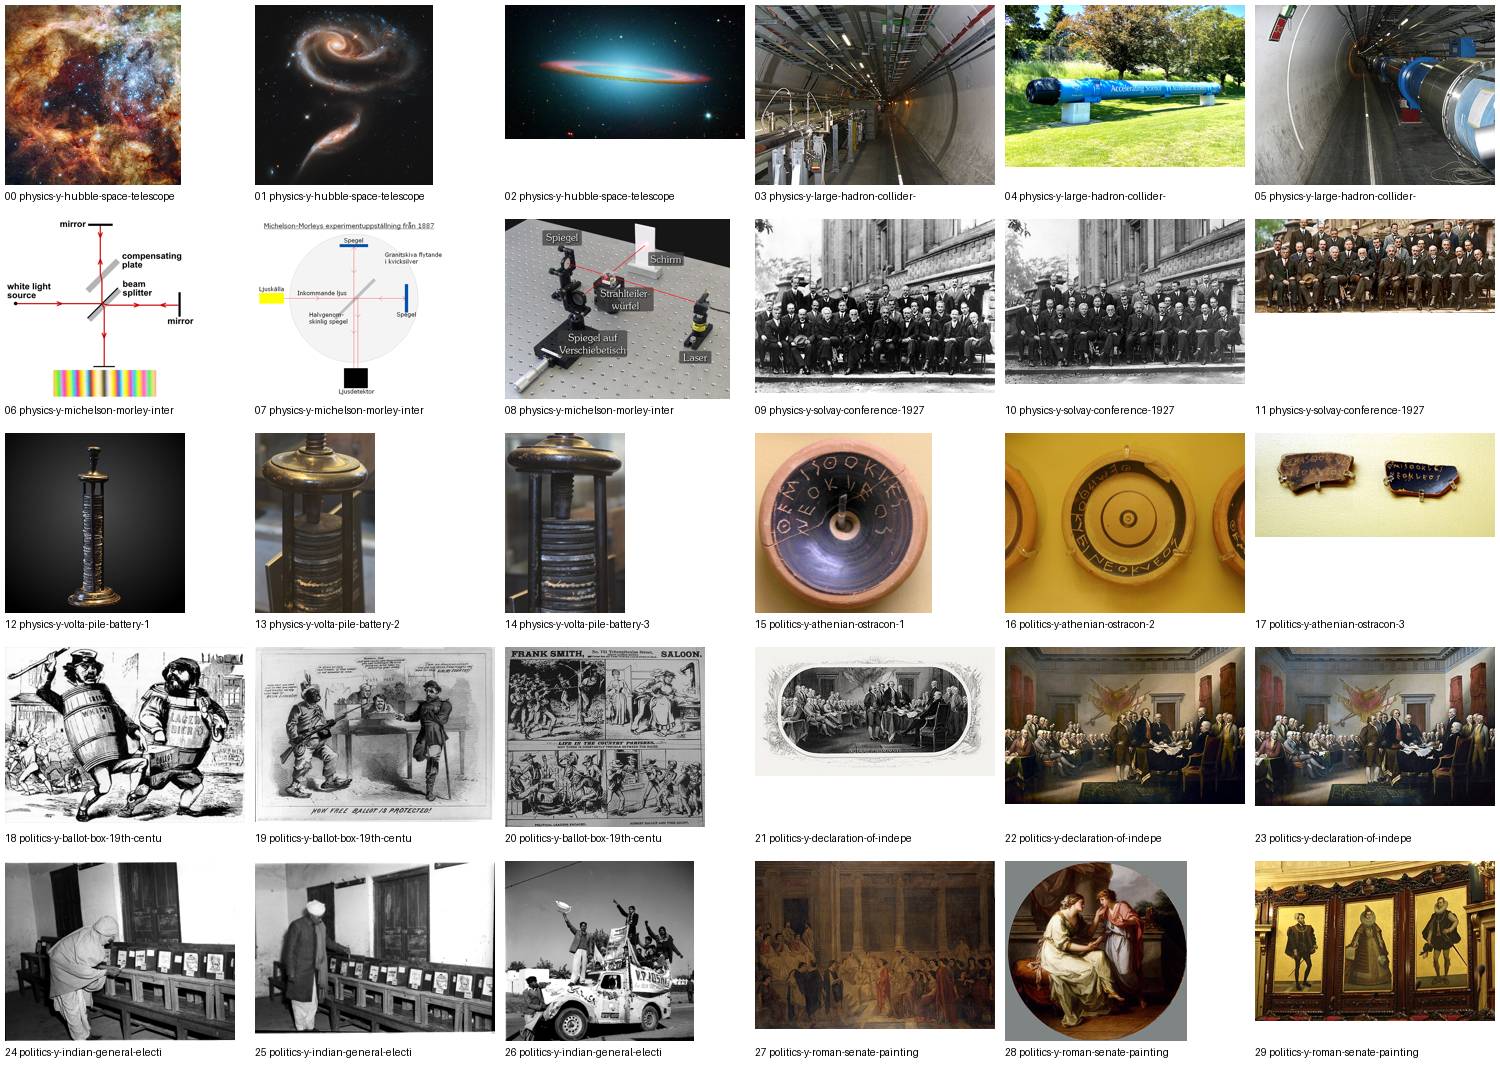 Accelerating Science
00 physics-y-hubble-space-telescope
01 physics-y-hubble-space-telescope
02 physics-y-hubble-space-telescope
03 physics-y-large-hadron-collider-
04 physics-y-large-hadron-collider-
05 physics-y-large-hadron-collider-
mirror
compensating
plate
beam
splitter
white light
source
mirror
Michelson-Morleys experimentuppställning från 1887
Spegel
Granitskiva flytande
i kvicksilver
Ljuskälla
Inkommande ljus
Halvgenom-
skinlig spegel
Spegel
Ljusdetektor
Spiegel
Schirm
Strahlteiler-
würfel
Spiegel auf
Verschiebetisch
Laser
06 physics-y-michelson-morley-inter
07 physics-y-michelson-morley-inter
08 physics-y-michelson-morley-inter
09 physics-y-solvay-conference-1927
10 physics-y-solvay-conference-1927
11 physics-y-solvay-conference-1927
12 physics-y-volta-pile-battery-1
13 physics-y-volta-pile-battery-2
14 physics-y-volta-pile-battery-3
15 politics-y-athenian-ostracon-1
16 politics-y-athenian-ostracon-2
17 politics-y-athenian-ostracon-3
LAGER
BIER
HOW FREE BALLOT IS PROTECTED!
FRANK SMITH,
SALOON.
LIFE IN THE COUNTRY PARISHES.
18 politics-y-ballot-box-19th-centu
19 politics-y-ballot-box-19th-centu
20 politics-y-ballot-box-19th-centu
21 politics-y-declaration-of-indepe
22 politics-y-declaration-of-indepe
23 politics-y-declaration-of-indepe
24 politics-y-indian-general-electi
25 politics-y-indian-general-electi
26 politics-y-indian-general-electi
27 politics-y-roman-senate-painting
28 politics-y-roman-senate-painting
29 politics-y-roman-senate-painting